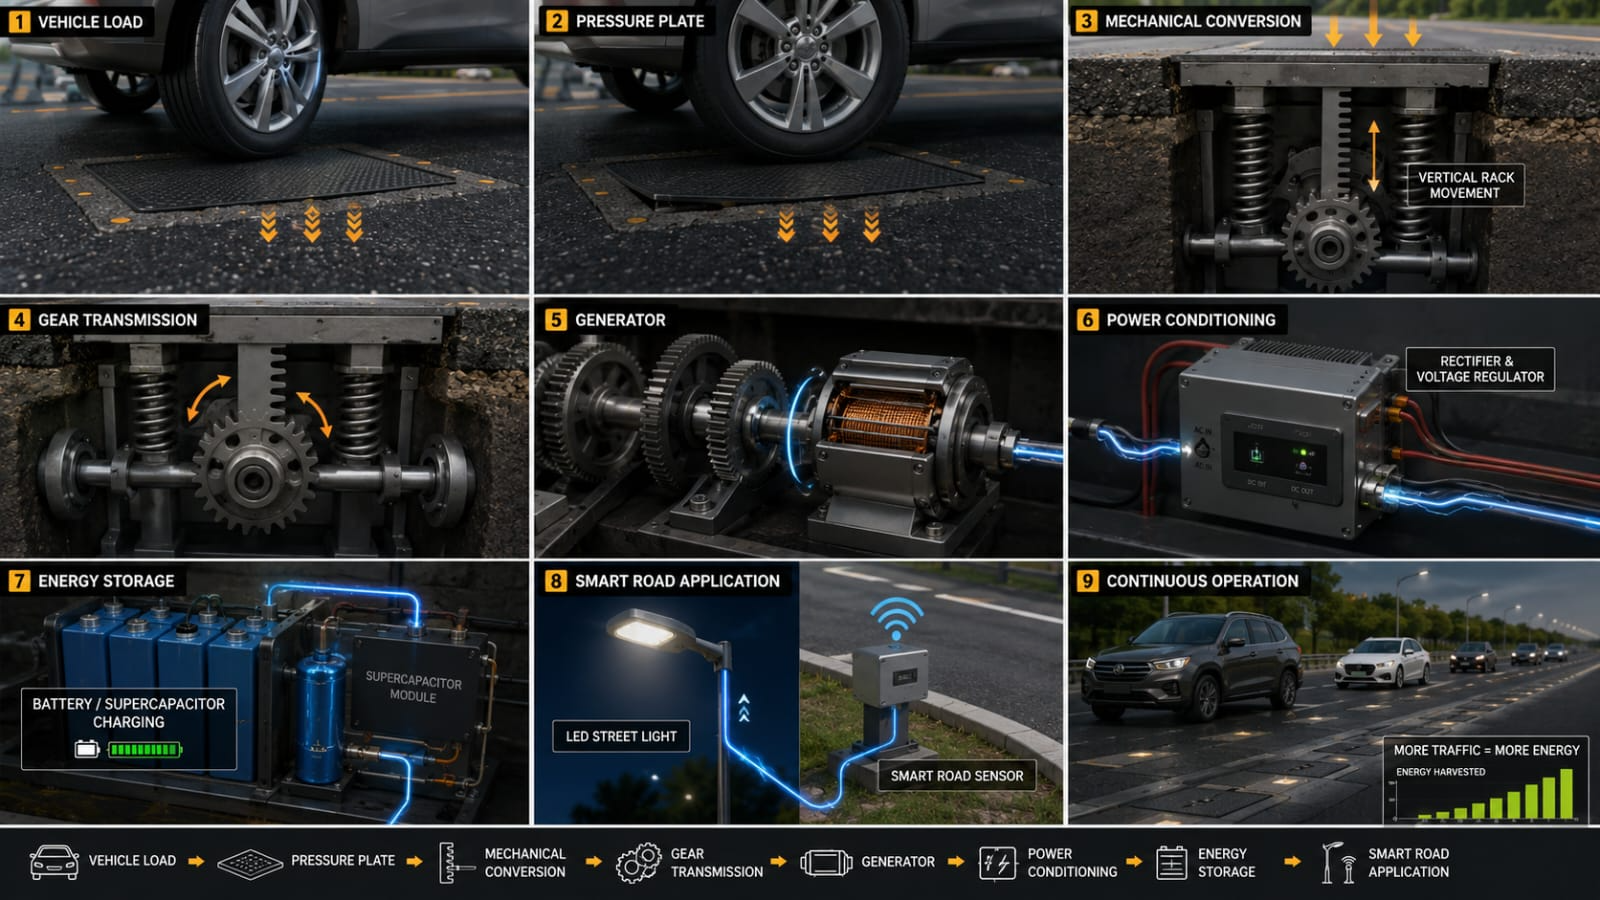 1 VEHICLE LOAD
2 PRESSURE PLATE
3 MECHANICAL CONVERSION
VERTICAL RACK
MOVEMENT
4 GEAR TRANSMISSION
5 GENERATOR
6 POWER CONDITIONING
RECTIFIER &
VOLTAGE REGULATOR
AC IN
DC OUT
7 ENERGY STORAGE
SUPERCAPACITOR
MODULE
BATTERY / SUPERCAPACITOR
CHARGING
8 SMART ROAD APPLICATION
LED STREET LIGHT
SMART ROAD SENSOR
9 CONTINUOUS OPERATION
MORE TRAFFIC = MORE ENERGY
ENERGY HARVESTED
VEHICLE LOAD
PRESSURE PLATE
MECHANICAL
CONVERSION
GEAR
TRANSMISSION
GENERATOR
POWER
CONDITIONING
ENERGY
STORAGE
SMART ROAD
APPLICATION